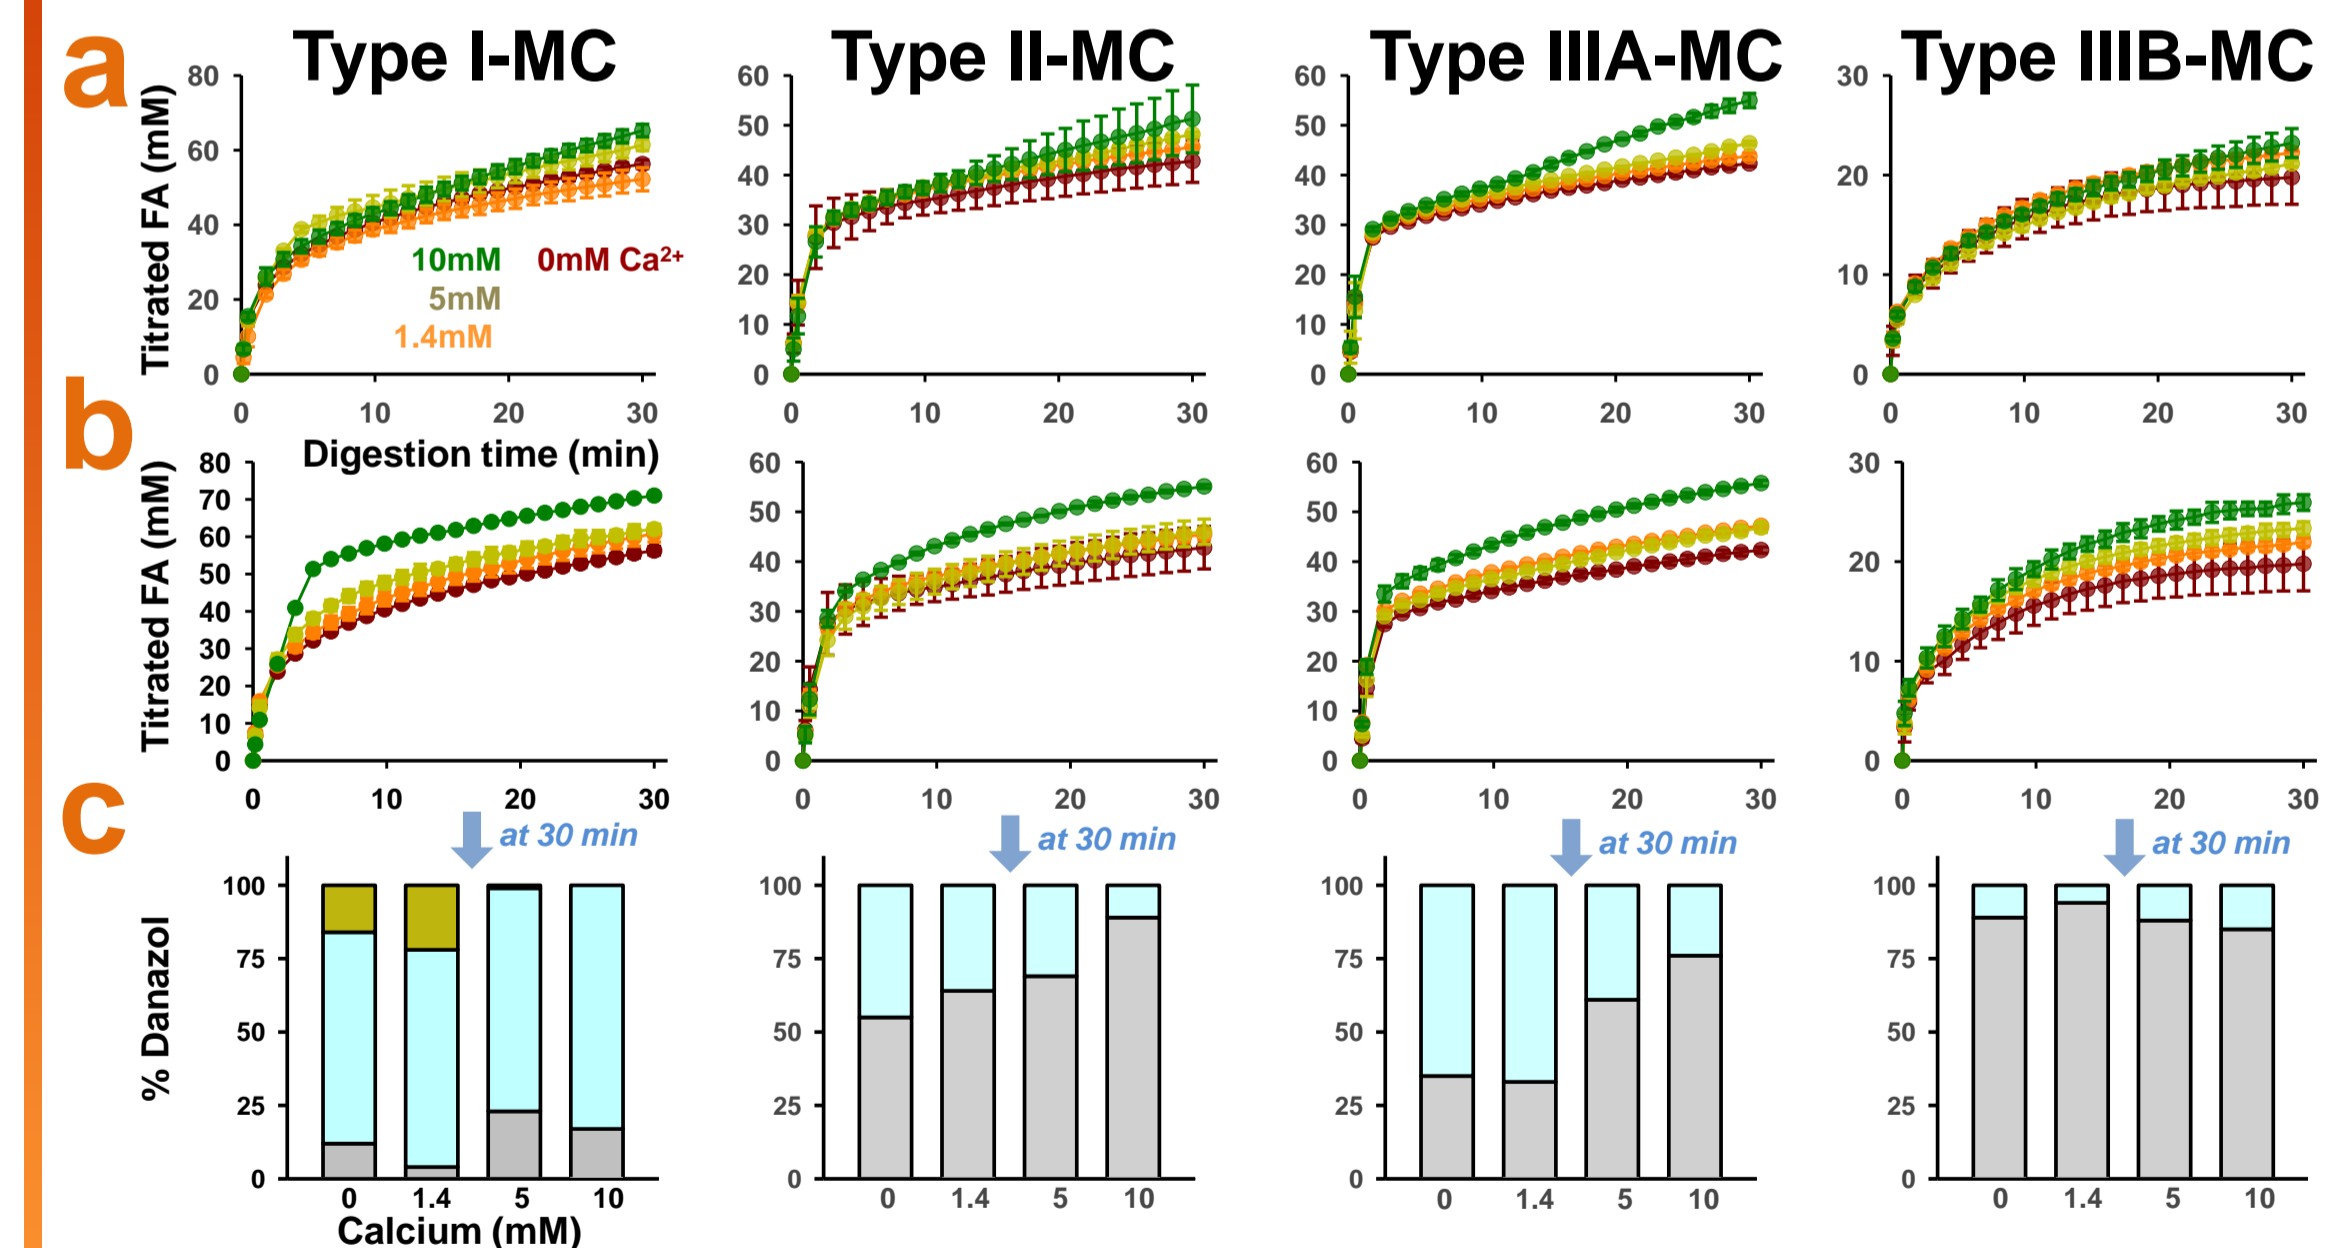 a
Type I-MC
Type II-MC
Type IIIA-MC
Type IIIB-MC
Titrated FA (mM)
80
60
40
20
0
0 10 20 30
10mM 0mM Ca²⁺
5mM
1.4mM
Digestion time (min)
60
50
40
30
20
10
0
0 10 20 30
60
50
40
30
20
10
0
0 10 20 30
30
20
10
0
0 10 20 30
b
Titrated FA (mM)
80
70
60
50
40
30
20
10
0
0 10 20 30
60
50
40
30
20
10
0
0 10 20 30
60
50
40
30
20
10
0
0 10 20 30
30
20
10
0
0 10 20 30
c
at 30 min
at 30 min
at 30 min
at 30 min
% Danazol
100
75
50
25
0
0 1.4 5 10
Calcium (mM)
100
75
50
25
0
0 1.4 5 10
100
75
50
25
0
0 1.4 5 10
100
75
50
25
0
0 1.4 5 10